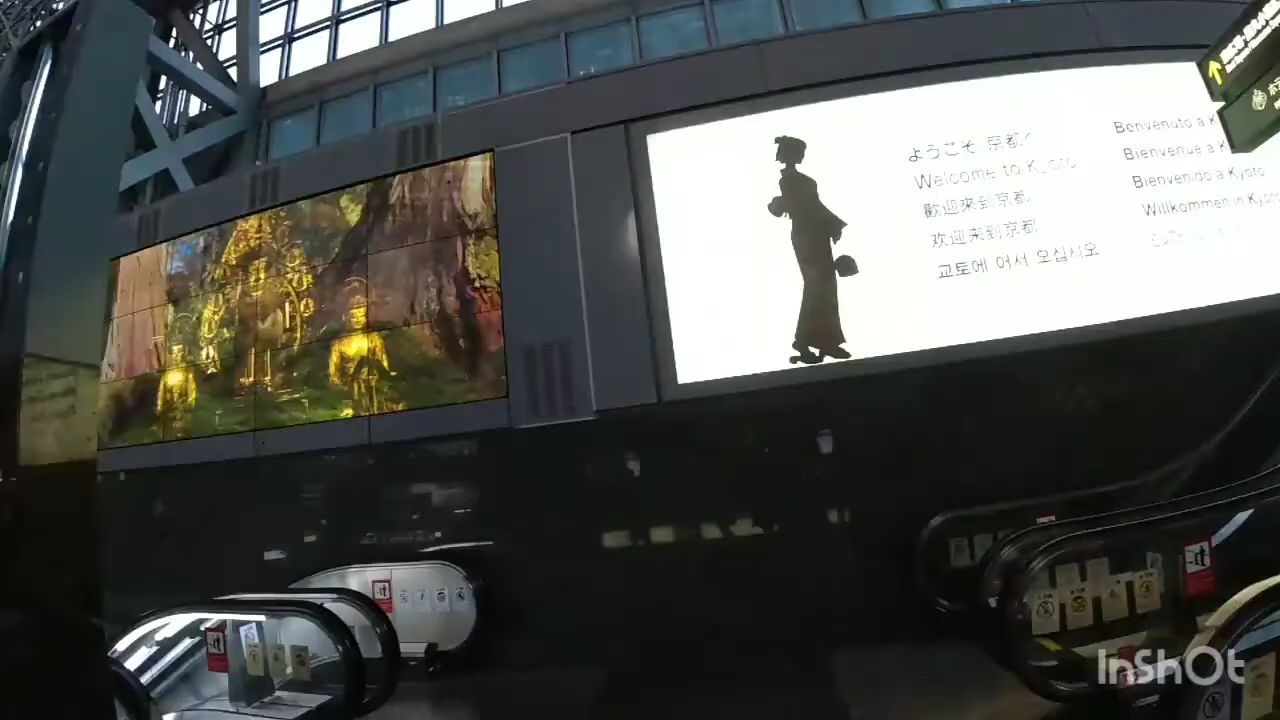 ようこそ 京都へ
Welcome to Kyoto
歡迎來到京都
欢迎来到京都
교토에 어서 오십시오
Benvenuto a K
Bienvenue a K
Bienvenido a Kyoto
Willkommen in Kyoto
InShOt